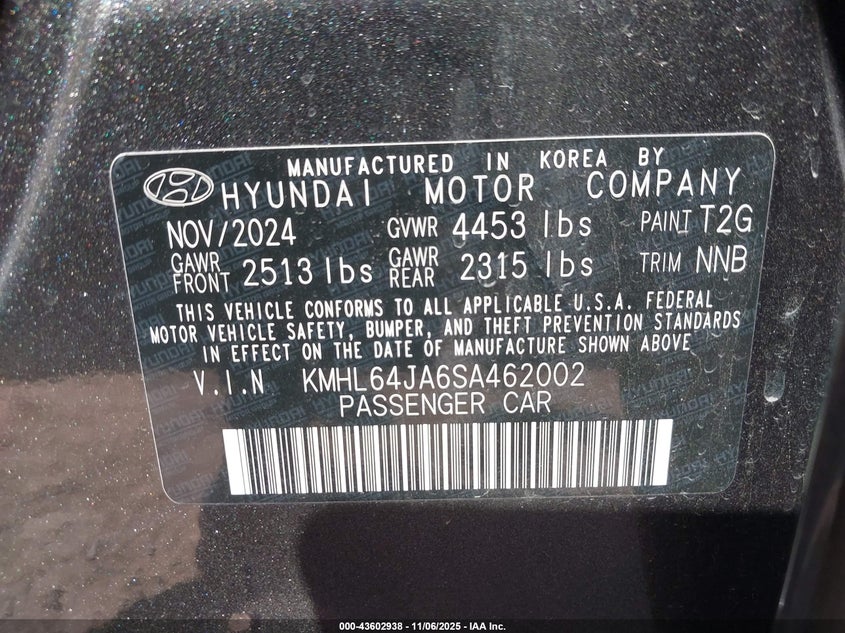 MANUFACTURED IN KOREA BY
HYUNDAI MOTOR COMPANY
NOV/2024 GVWR 4453 lbs PAINT T2G
GAWR FRONT 2513 lbs GAWR REAR 2315 lbs TRIM NNB
THIS VEHICLE CONFORMS TO ALL APPLICABLE U.S.A. FEDERAL
MOTOR VEHICLE SAFETY, BUMPER, AND THEFT PREVENTION STANDARDS
IN EFFECT ON THE DATE OF MANUFACTURE SHOWN ABOVE
V.I.N KMHL64JA6SA462002
PASSENGER CAR
000-43602938 - 11/06/2025 - IAA Inc.